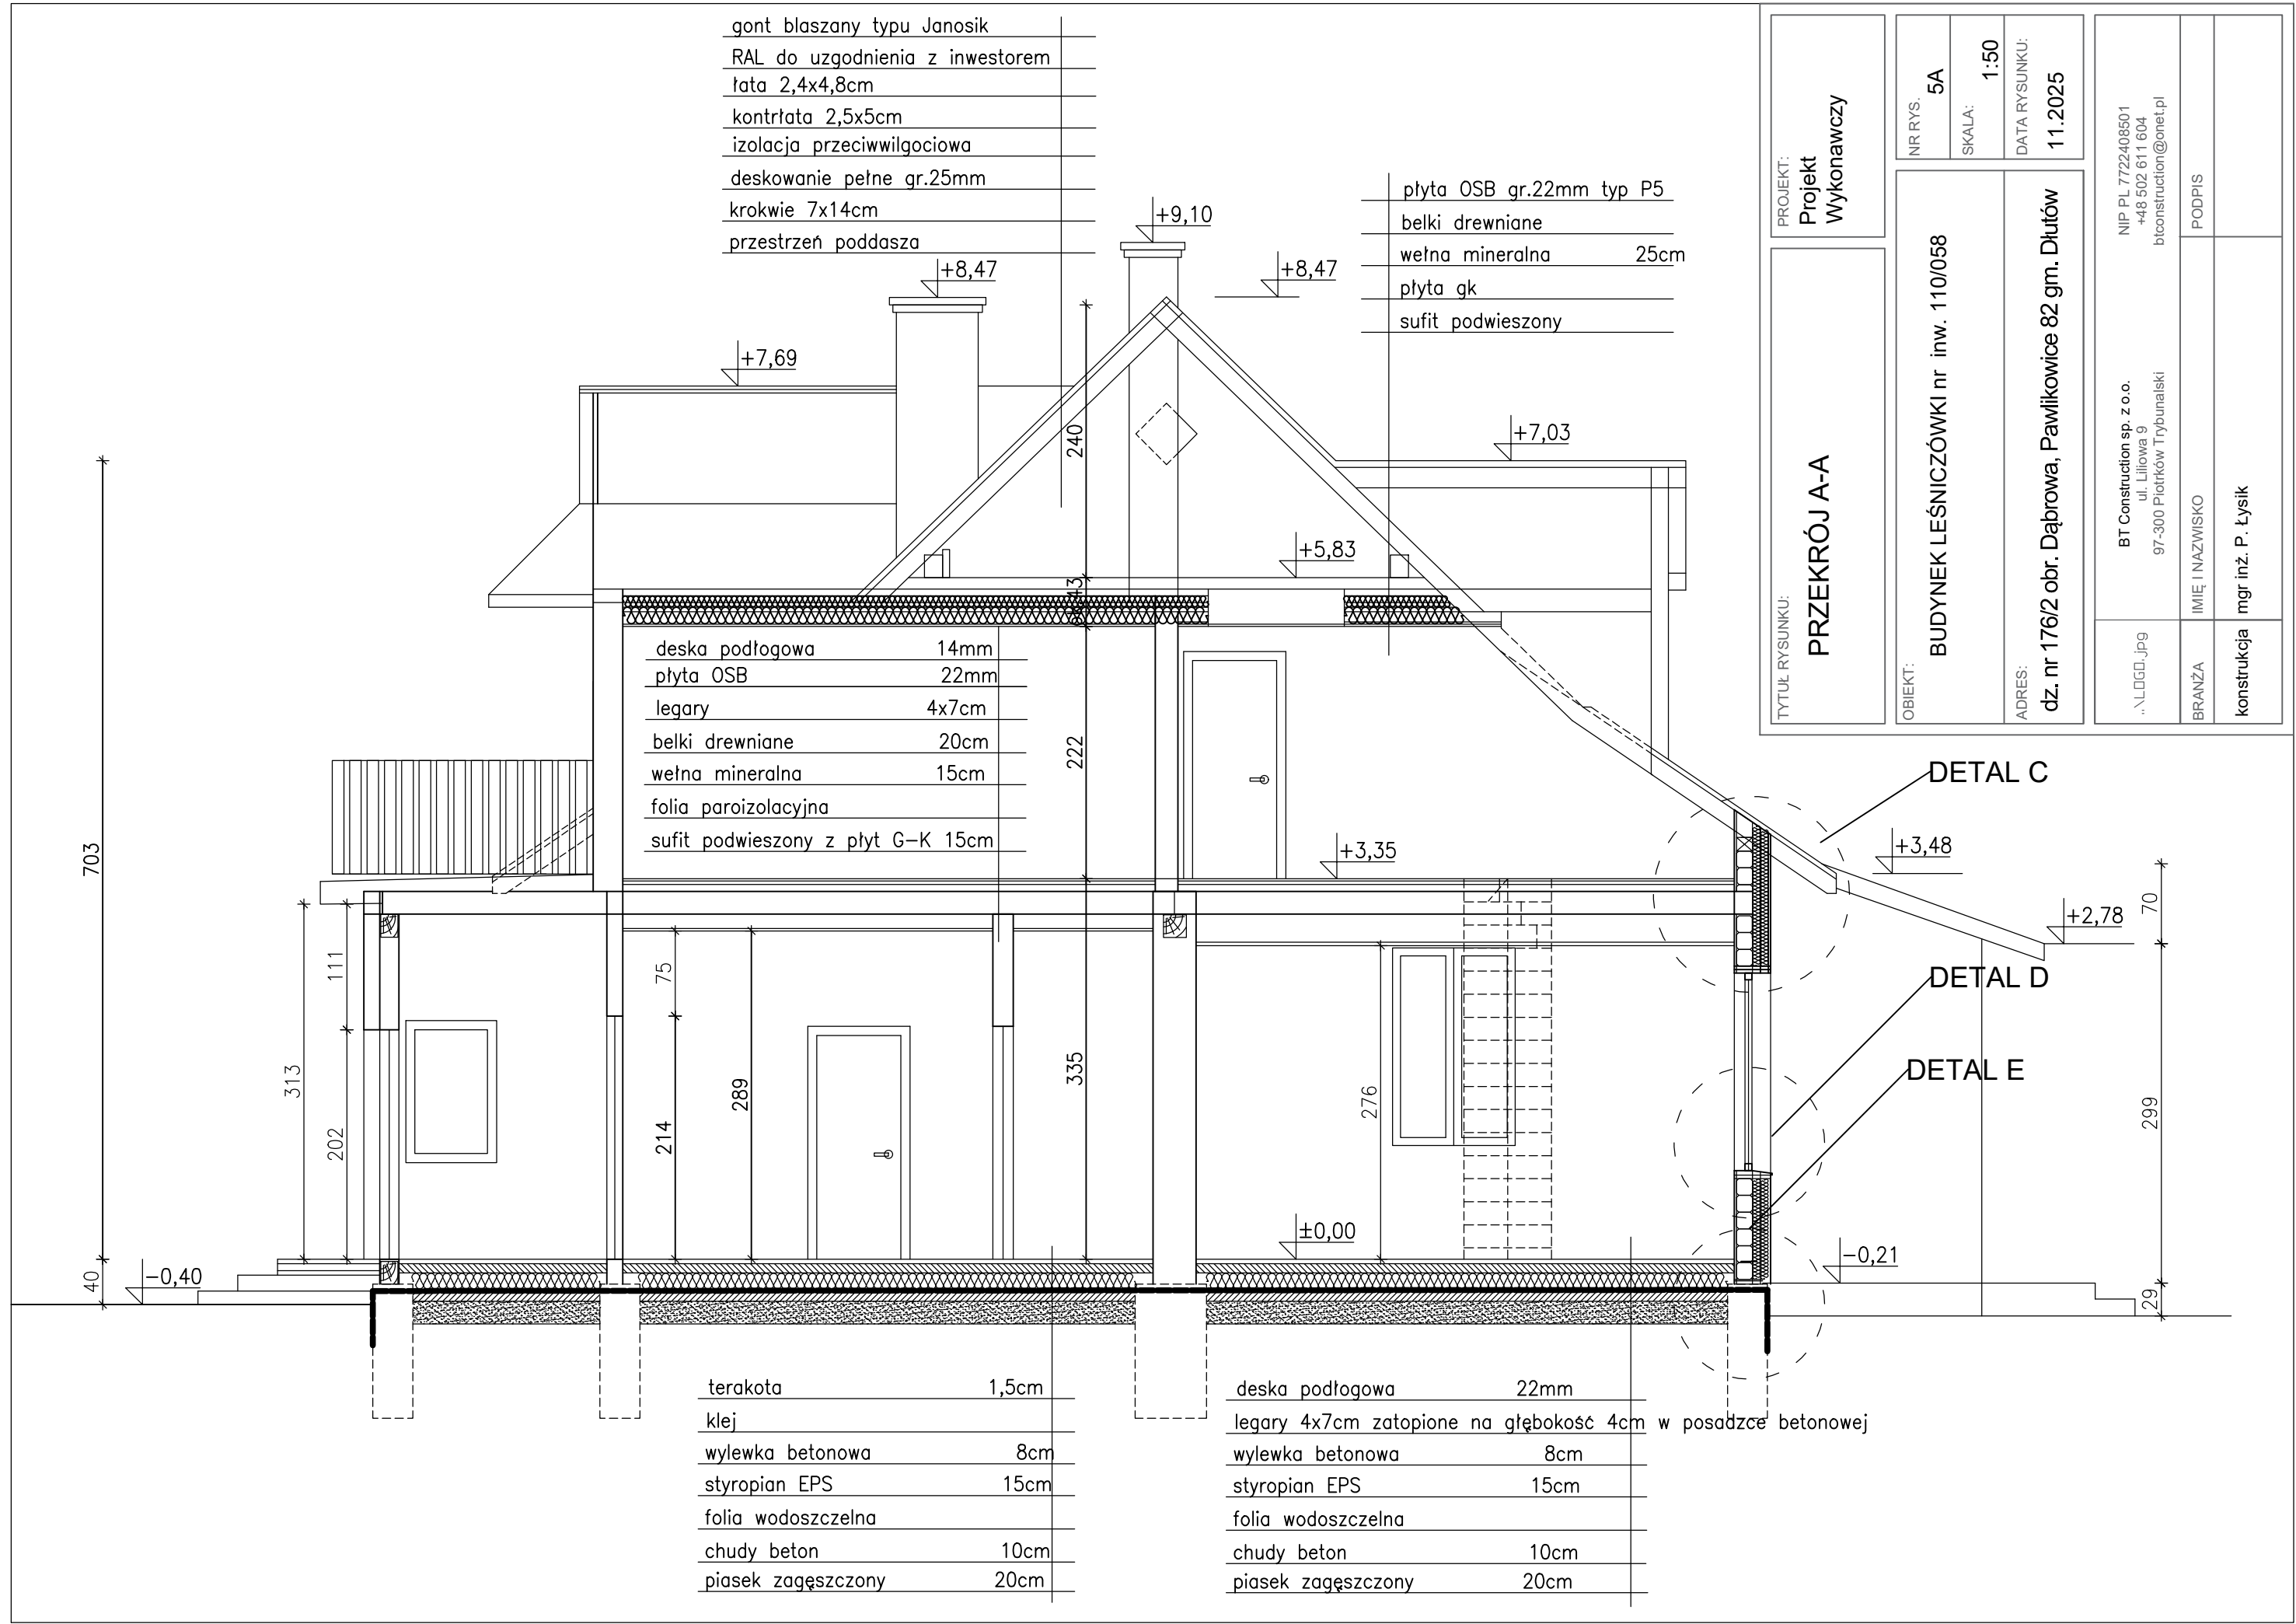 gont blaszany typu Janosik
RAL do uzgodnienia z inwestorem
łata 2,4x4,8cm
kontrłata 2,5x5cm
izolacja przeciwwilgociowa
deskowanie pełne gr.25mm
krokwie 7x14cm
przestrzeń poddasza
płyta OSB gr.22mm typ P5
belki drewniane
wełna mineralna 25cm
płyta gk
sufit podwieszony
+9,10
+8,47
+8,47
+7,69
+7,03
+5,83
240
43
deska podłogowa 14mm
płyta OSB 22mm
legary 4x7cm
belki drewniane 20cm
wełna mineralna 15cm
folia paroizolacyjna
sufit podwieszony z płyt G-K 15cm
222
+3,35
703
40
313
111
202
75
214
289
335
276
±0,00
-0,40
-0,21
+3,48
+2,78
70
299
29
DETAL C
DETAL D
DETAL E
terakota 1,5cm
klej
wylewka betonowa 8cm
styropian EPS 15cm
folia wodoszczelna
chudy beton 10cm
piasek zagęszczony 20cm
deska podłogowa 22mm
legary 4x7cm zatopione na głębokość 4cm w posadzce betonowej
wylewka betonowa 8cm
styropian EPS 15cm
folia wodoszczelna
chudy beton 10cm
piasek zagęszczony 20cm
TYTUŁ RYSUNKU:
PRZEKRÓJ A-A
PROJEKT:
Projekt
Wykonawczy
OBIEKT:
BUDYNEK LEŚNICZÓWKI nr inw. 110/058
NR RYS.
5A
SKALA:
1:50
ADRES:
dz. nr 176/2 obr. Dąbrowa, Pawlikowice 82 gm. Dłutów
DATA RYSUNKU:
11.2025
..\LOGO.jpg
BT Construction sp. z o.o.
ul. Liliowa 9
97-300 Piotrków Trybunalski
NIP PL 7722408501
+48 502 611 604
btconstruction@onet.pl
BRANŻA
IMIĘ I NAZWISKO
PODPIS
konstrukcja
mgr inż. P. Łysik